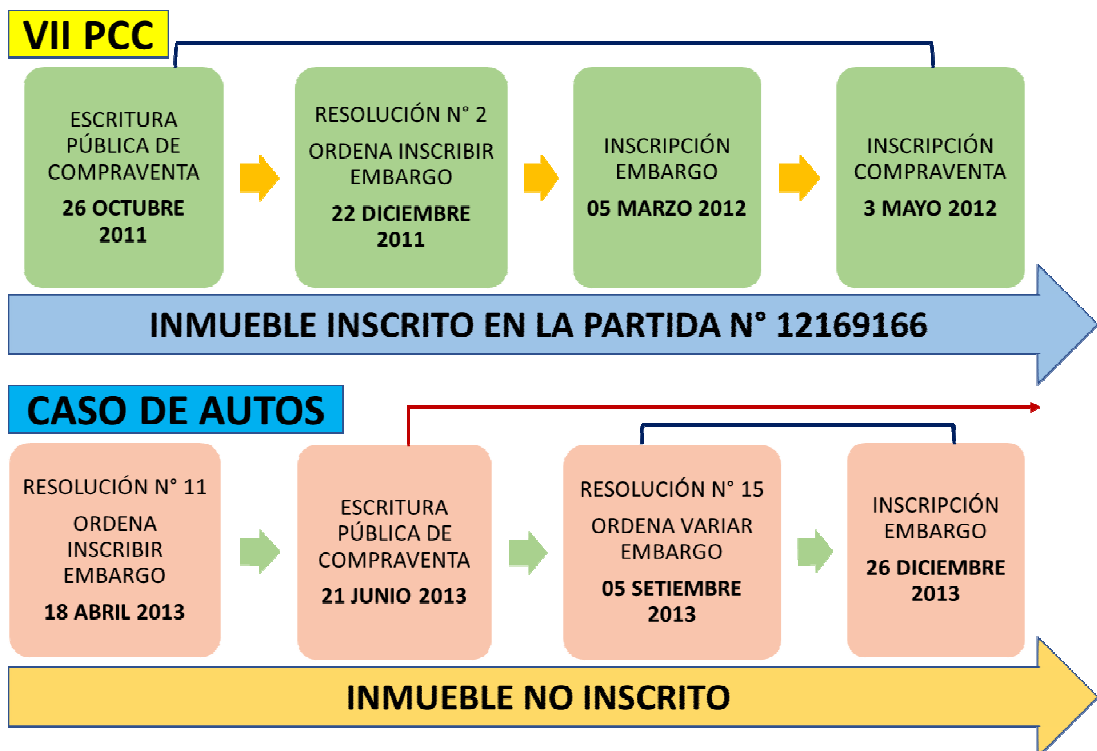 VII PCC
ESCRITURA
PÚBLICA DE
COMPRAVENTA
26 OCTUBRE
2011
RESOLUCIÓN N° 2
ORDENA INSCRIBIR
EMBARGO
22 DICIEMBRE
2011
INSCRIPCIÓN
EMBARGO
05 MARZO 2012
INSCRIPCIÓN
COMPRAVENTA
3 MAYO 2012
INMUEBLE INSCRITO EN LA PARTIDA N° 12169166
CASO DE AUTOS
RESOLUCIÓN N° 11
ORDENA
INSCRIBIR
EMBARGO
18 ABRIL 2013
ESCRITURA
PÚBLICA DE
COMPRAVENTA
21 JUNIO 2013
RESOLUCIÓN N° 15
ORDENA VARIAR
EMBARGO
05 SETIEMBRE
2013
INSCRIPCIÓN
EMBARGO
26 DICIEMBRE
2013
INMUEBLE NO INSCRITO